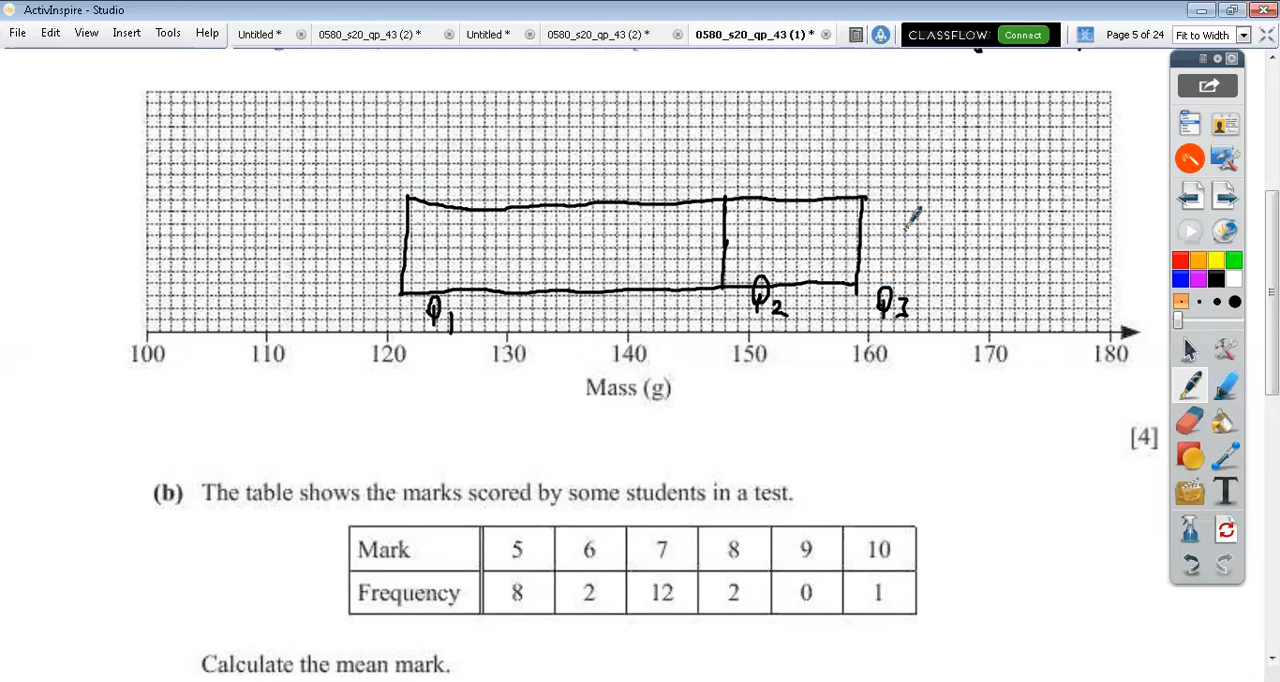 ActivInspire - Studio
File Edit View Insert Tools Help Untitled * 0580_s20_qp_43 (2) * Untitled * 0580_s20_qp_43 (2) * 0580_s20_qp_43 (1) * CLASSFLOW Connect Page 5 of 24 Fit to Width
Q1 Q2 Q3
100 110 120 130 140 150 160 170 180
Mass (g)
[4]
(b) The table shows the marks scored by some students in a test.
Mark 5 6 7 8 9 10
Frequency 8 2 12 2 0 1
Calculate the mean mark.